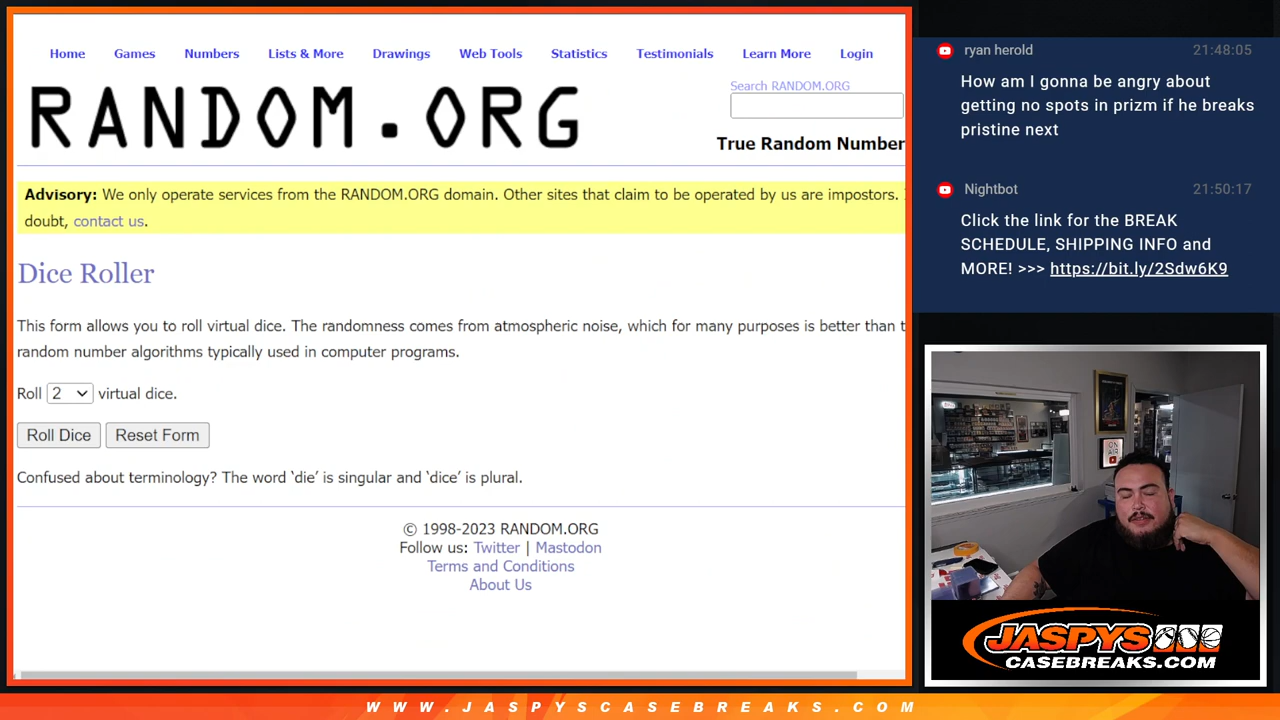 Home Games Numbers Lists & More Drawings Web Tools Statistics Testimonials Learn More Login
RANDOM.ORG
Search RANDOM.ORG
True Random Number
Advisory: We only operate services from the RANDOM.ORG domain. Other sites that claim to be operated by us are impostors.
doubt, contact us.
Dice Roller
This form allows you to roll virtual dice. The randomness comes from atmospheric noise, which for many purposes is better than
random number algorithms typically used in computer programs.
Roll 2 virtual dice.
Roll Dice Reset Form
Confused about terminology? The word ‘die’ is singular and ‘dice’ is plural.
© 1998-2023 RANDOM.ORG
Follow us: Twitter | Mastodon
Terms and Conditions
About Us
ryan herold 21:48:05
How am I gonna be angry about
getting no spots in prizm if he breaks
pristine next
Nightbot 21:50:17
Click the link for the BREAK
SCHEDULE, SHIPPING INFO and
MORE! >>> https://bit.ly/2Sdw6K9
ON
AIR
JASPYS
CASEBREAKS.COM
WWW.JASPYSCASEBREAKS.COM